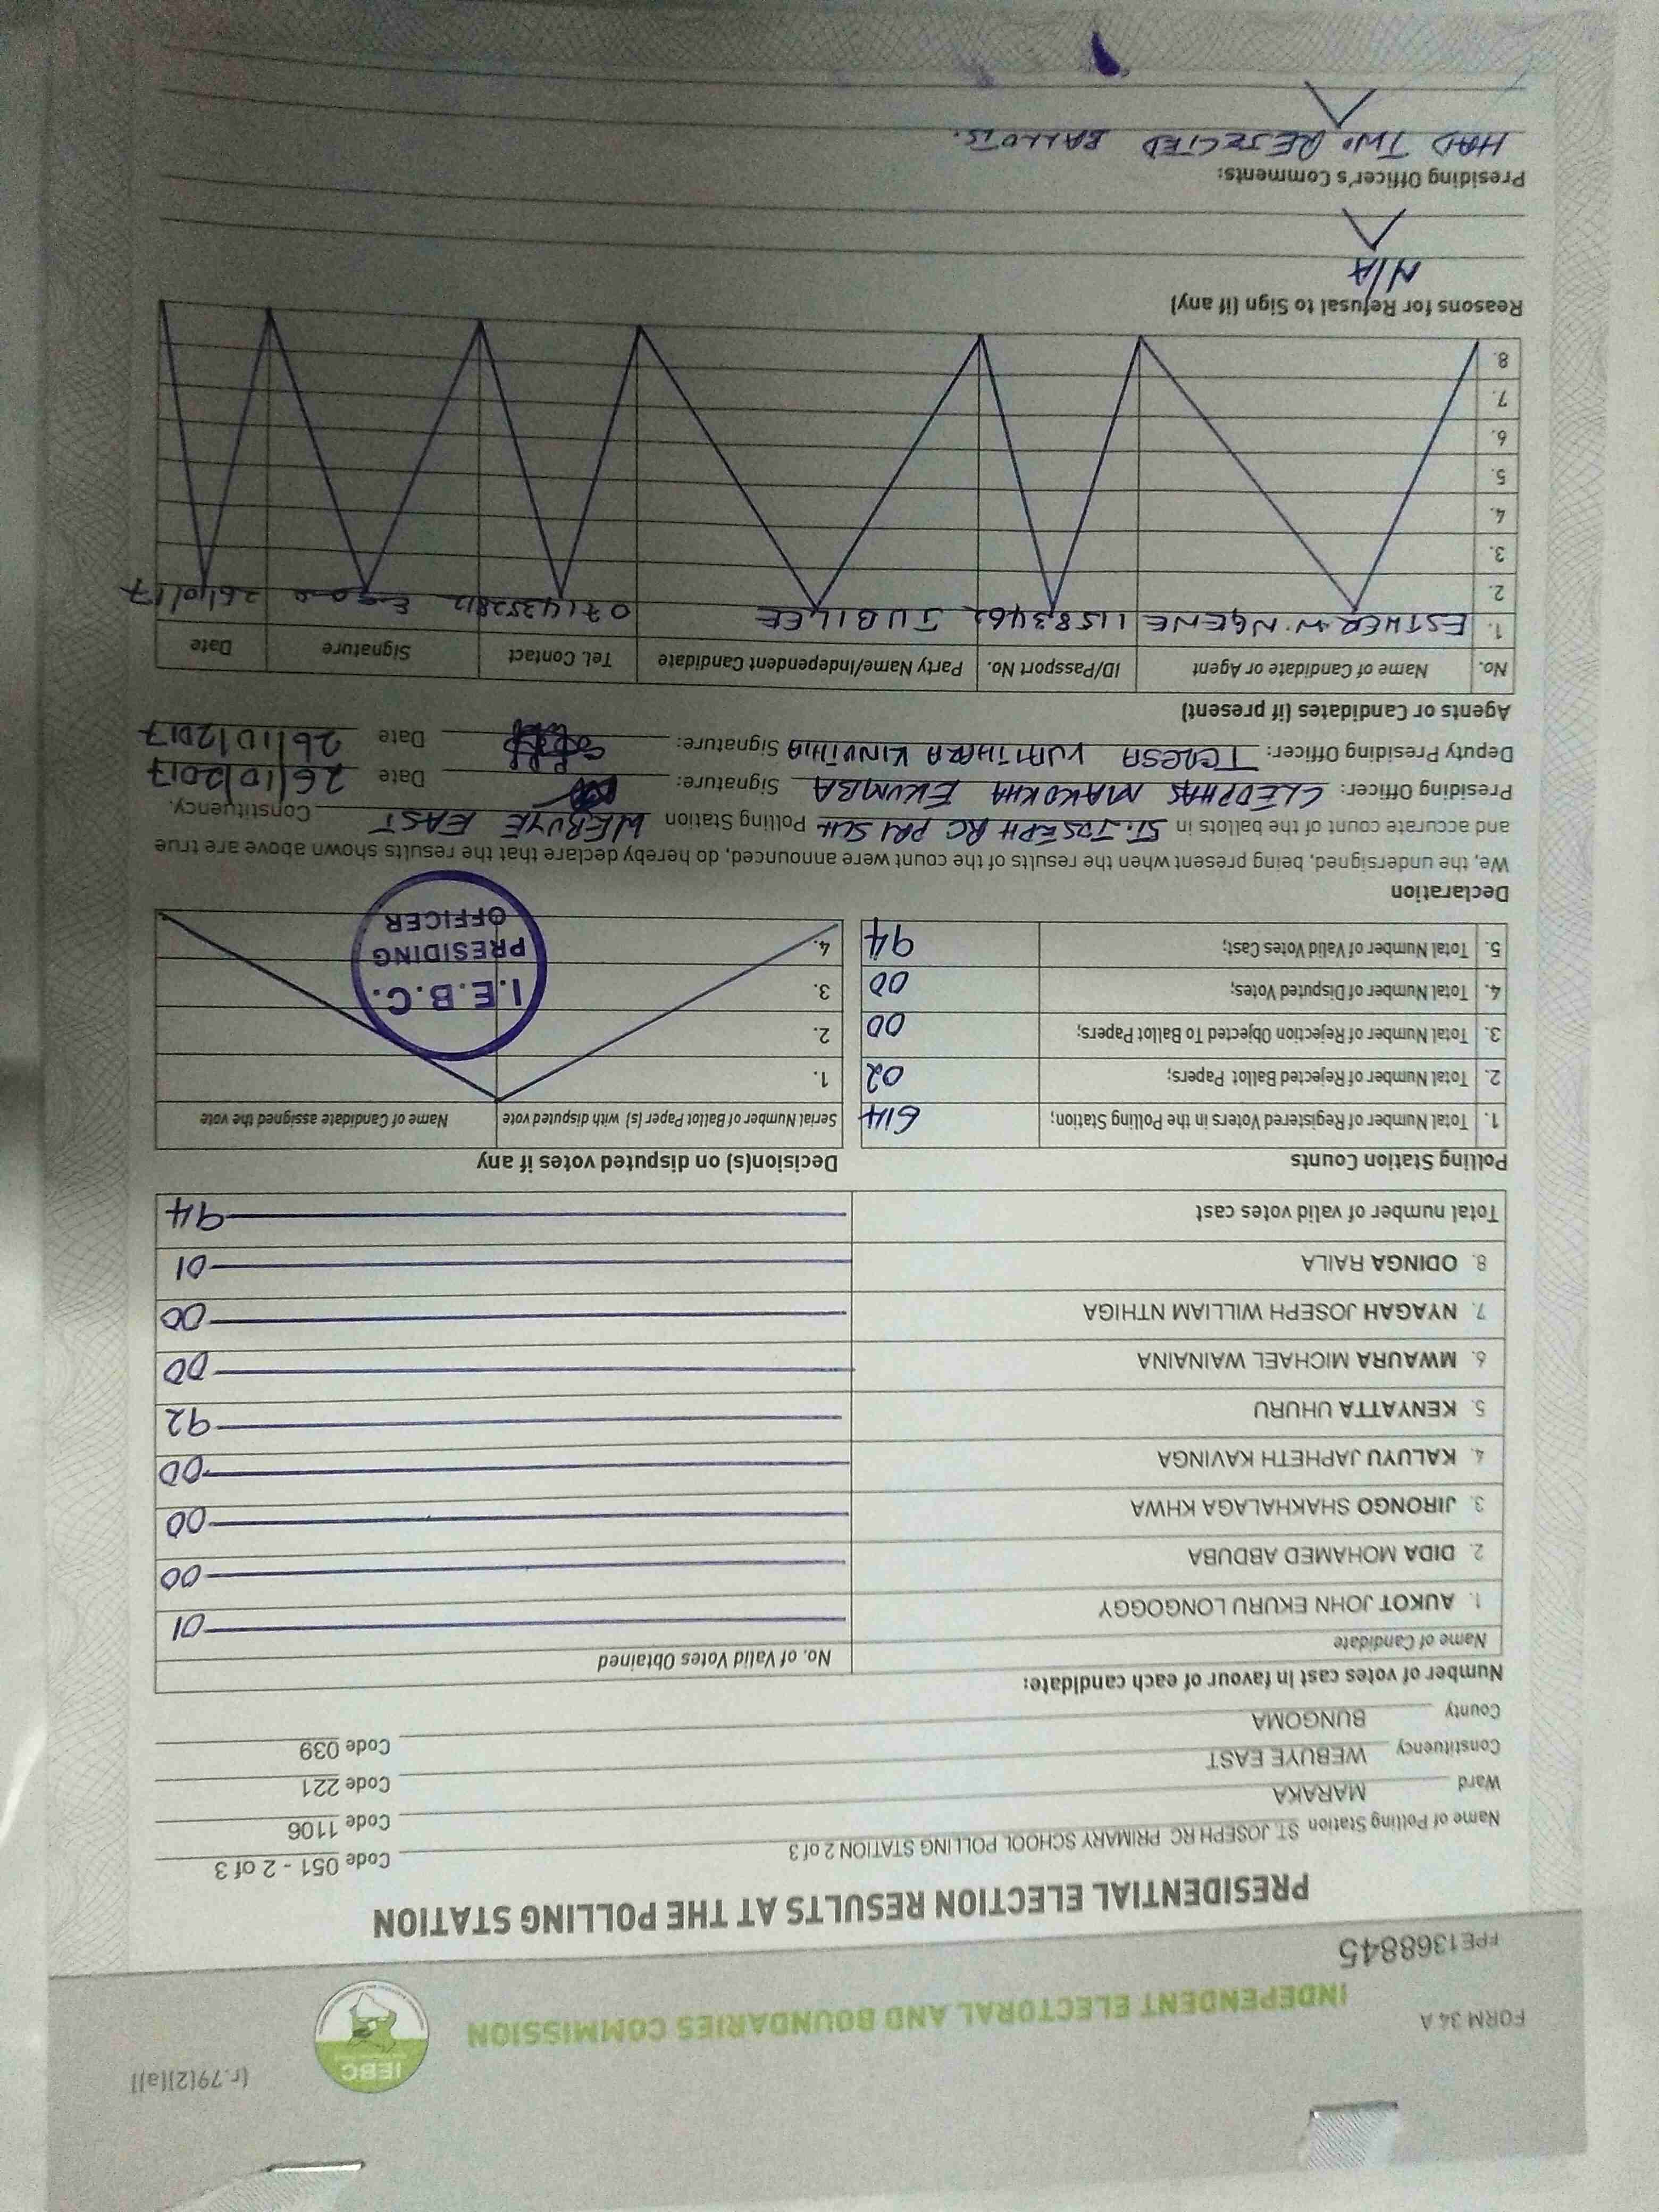 (r.79(2)(a))
FORM 34 A
IEBC
INDEPENDENT ELECTORAL AND BOUNDARIES COMMISSION
FPE1368845
PRESIDENTIAL ELECTION RESULTS AT THE POLLING STATION
Name of Polling Station ST. JOSEPH RC PRIMARY SCHOOL POLLING STATION 2 of 3 Code 051 - 2 of 3
Ward MARAKA Code 1106
Constituency WEBUYE EAST Code 221
County BUNGOMA Code 039
Number of votes cast in favour of each candidate:
Name of Candidate No. of Valid Votes Obtained
1. AUKOT JOHN EKURU LONGOGGY 01
2. DIDA MOHAMED ABDUBA 00
3. JIRONGO SHAKHALAGA KHWA 00
4. KALUYU JAPHETH KAVINGA 00
5. KENYATTA UHURU 92
6. MWAURA MICHAEL WAINAINA 00
7. NYAGAH JOSEPH WILLIAM NTHIGA 00
8. ODINGA RAILA 01
Total number of valid votes cast 94
Polling Station Counts
1. Total Number of Registered Voters in the Polling Station; 614
2. Total Number of Rejected Ballot Papers; 02
3. Total Number of Rejection Objected To Ballot Papers; 00
4. Total Number of Disputed Votes; 00
5. Total Number of Valid Votes Cast; 94
Decision(s) on disputed votes if any
Serial Number of Ballot Paper (s) with disputed vote Name of Candidate assigned the vote
1.
2.
3.
4.
I.E.B.C.
PRESIDING
OFFICER
Declaration
We, the undersigned, being present when the results of the count were announced, do hereby declare that the results shown above are true
and accurate count of the ballots in ST. JOSEPH RC PRI SCH Polling Station WEBUYE EAST Constituency.
Presiding Officer: CLEOPHAS MAKOKHA EKUMBA Signature: Date 26/10/2017
Deputy Presiding Officer: TERESA Signature: Date 26/10/2017
Agents or Candidates (if present)
No. Name of Candidate or Agent ID/Passport No. Party Name/Independent Candidate Tel. Contact Signature Date
1. ESTHER N. NGENE 11583462 JUBILEE 26/10/17
2.
3.
4.
5.
6.
7.
8.
Reasons for Refusal to Sign (if any)
N/A
Presiding Officer's Comments:
HAD TWO REJECTED BALLOTS.